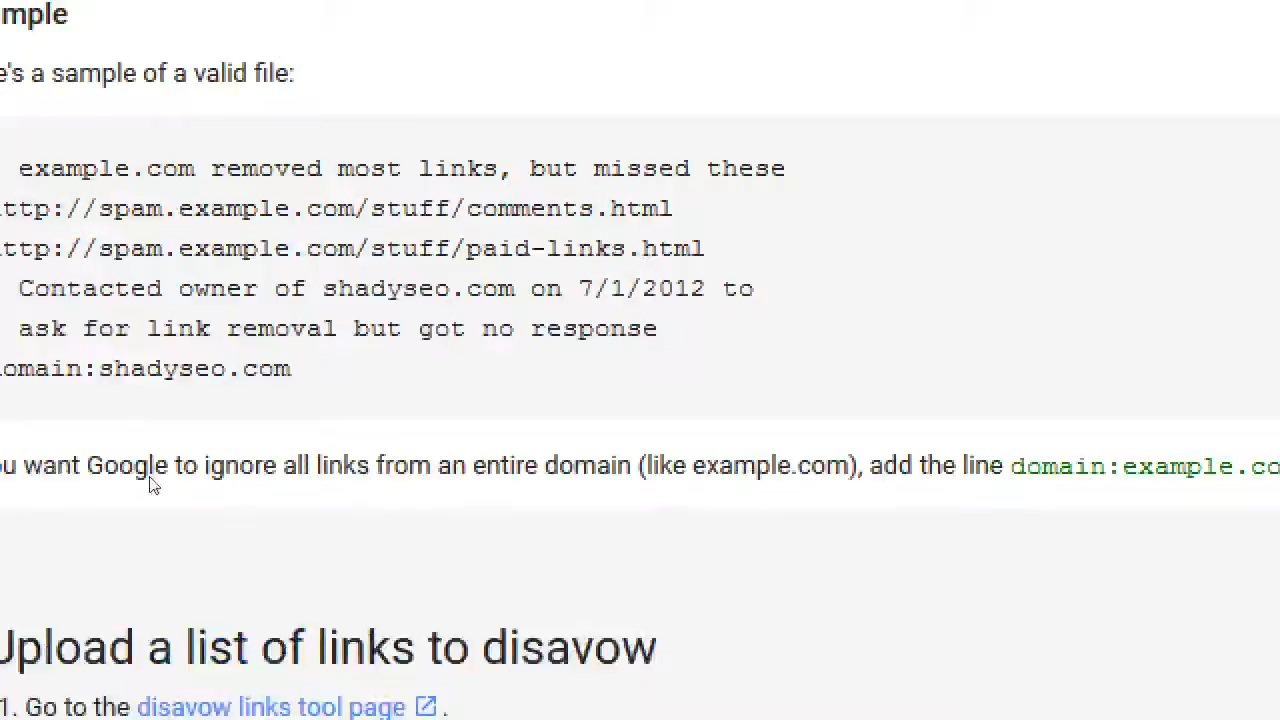 mple
e's a sample of a valid file:
example.com removed most links, but missed these
ttp://spam.example.com/stuff/comments.html
ttp://spam.example.com/stuff/paid-links.html
Contacted owner of shadyseo.com on 7/1/2012 to
ask for link removal but got no response
omain:shadyseo.com
ou want Google to ignore all links from an entire domain (like example.com), add the line domain:example.co
Upload a list of links to disavow
1. Go to the disavow links tool page .